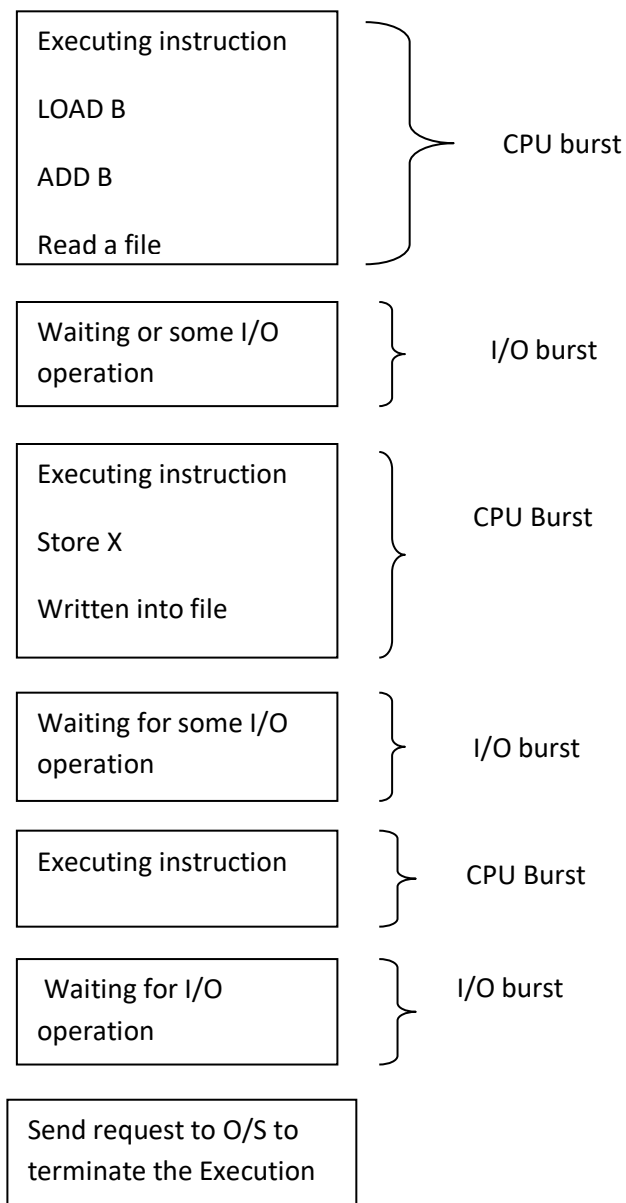 Executing instruction
LOAD B
ADD B
Read a file
CPU burst
Waiting or some I/O
operation
I/O burst
Executing instruction
Store X
Written into file
CPU Burst
Waiting for some I/O
operation
I/O burst
Executing instruction
CPU Burst
Waiting for I/O
operation
I/O burst
Send request to O/S to
terminate the Execution